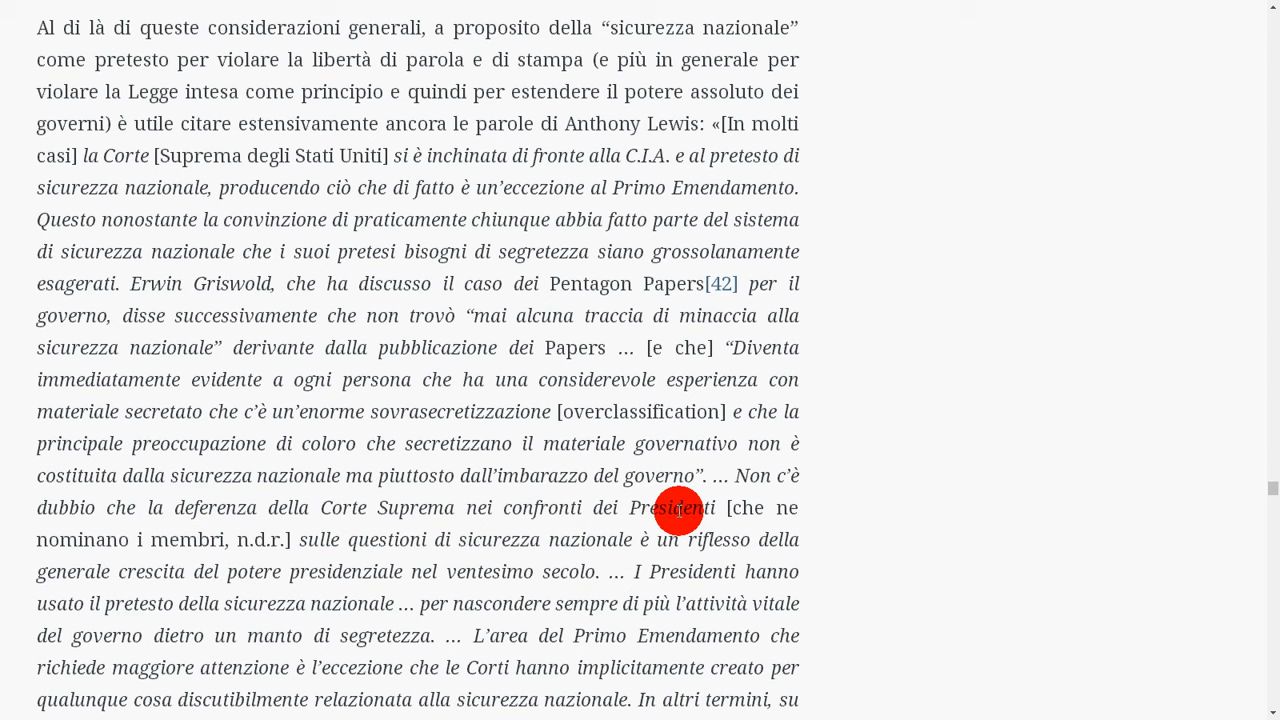 Al di là di queste considerazioni generali, a proposito della “sicurezza nazionale”
come pretesto per violare la libertà di parola e di stampa (e più in generale per
violare la Legge intesa come principio e quindi per estendere il potere assoluto dei
governi) è utile citare estensivamente ancora le parole di Anthony Lewis: «[In molti
casi] la Corte [Suprema degli Stati Uniti] si è inchinata di fronte alla C.I.A. e al pretesto di
sicurezza nazionale, producendo ciò che di fatto è un’eccezione al Primo Emendamento.
Questo nonostante la convinzione di praticamente chiunque abbia fatto parte del sistema
di sicurezza nazionale che i suoi pretesi bisogni di segretezza siano grossolanamente
esagerati. Erwin Griswold, che ha discusso il caso dei Pentagon Papers[42] per il
governo, disse successivamente che non trovò “mai alcuna traccia di minaccia alla
sicurezza nazionale” derivante dalla pubblicazione dei Papers … [e che] “Diventa
immediatamente evidente a ogni persona che ha una considerevole esperienza con
materiale secretato che c’è un’enorme sovrasecretizzazione [overclassification] e che la
principale preoccupazione di coloro che secretizzano il materiale governativo non è
costituita dalla sicurezza nazionale ma piuttosto dall’imbarazzo del governo”. … Non c’è
dubbio che la deferenza della Corte Suprema nei confronti dei Presidenti [che ne
nominano i membri, n.d.r.] sulle questioni di sicurezza nazionale è un riflesso della
generale crescita del potere presidenziale nel ventesimo secolo. … I Presidenti hanno
usato il pretesto della sicurezza nazionale … per nascondere sempre di più l’attività vitale
del governo dietro un manto di segretezza. … L’area del Primo Emendamento che
richiede maggiore attenzione è l’eccezione che le Corti hanno implicitamente creato per
qualunque cosa discutibilmente relazionata alla sicurezza nazionale. In altri termini, su